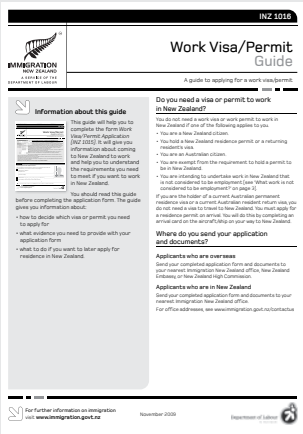 INZ 1016
IMMIGRATION
NEW ZEALAND
A SERVICE OF THE
DEPARTMENT OF LABOUR
Work Visa/Permit
Guide
A guide to applying for a work visa/permit
Information about this guide
This guide will help you to
complete the form Work
Visa/Permit Application
(INZ 1015). It will give you
information about coming
to New Zealand to work
and help you to understand
the requirements you need
to meet if you want to work
in New Zealand.
You should read this guide
before completing the application form. The guide
gives you information about:
• how to decide which visa or permit you need
to apply for
• what evidence you need to provide with your
application form
• what to do if you want to later apply for
residence in New Zealand.
Do you need a visa or permit to work
in New Zealand?
You do not need a work visa or work permit to work in
New Zealand if one of the following applies to you.
• You are a New Zealand citizen.
• You hold a New Zealand residence permit or a returning
resident's visa.
• You are an Australian citizen.
• You are exempt from the requirement to hold a permit to
be in New Zealand.
• You are intending to undertake work in New Zealand that
is not considered to be employment (see 'What work is not
considered to be employment?' on page 3).
If you are the holder of a current Australian permanent
residence visa or a current Australian resident return visa, you
do not need a visa to travel to New Zealand. You must apply for
a residence permit on arrival. You will do this by completing an
arrival card on the aircraft/ship on your way to New Zealand.
Where do you send your application
and documents?
Applicants who are overseas
Send your completed application form and documents to
your nearest Immigration New Zealand office, New Zealand
Embassy, or New Zealand High Commission.
Applicants who are in New Zealand
Send your completed application form and documents to your
nearest Immigration New Zealand office.
For office addresses, see www.immigration.govt.nz/contactus
For further information on immigration
visit www.immigration.govt.nz
November 2009
Department of Labour